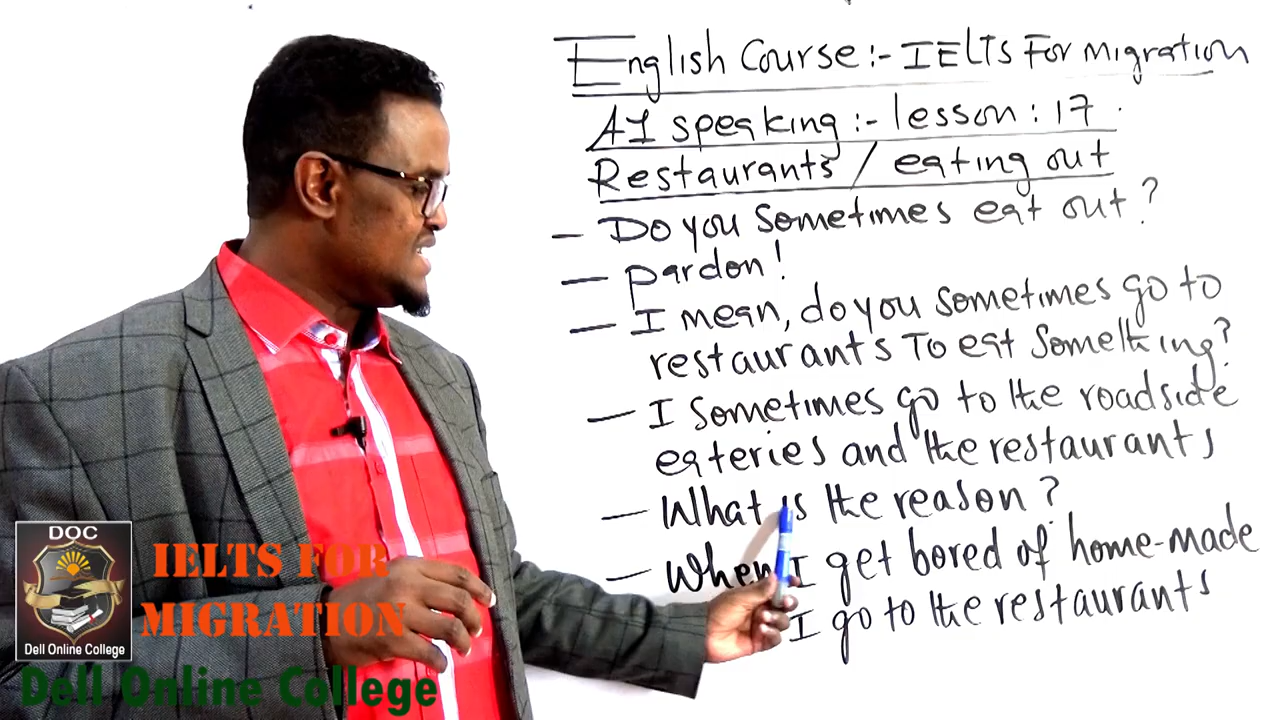 English Course:- IELTS For Migration
AI speaking:- lesson: 17
Restaurants / eating out
- Do you sometimes eat out?
- Pardon!
- I mean, do you sometimes go to
restaurants To eat something?
- I sometimes go to the roadside
eateries and the restaurants
- What is the reason?
- When I get bored of home-made
I go to the restaurants
DOC
Dell Online College
IELTS FOR
MIGRATION
Dell Online College